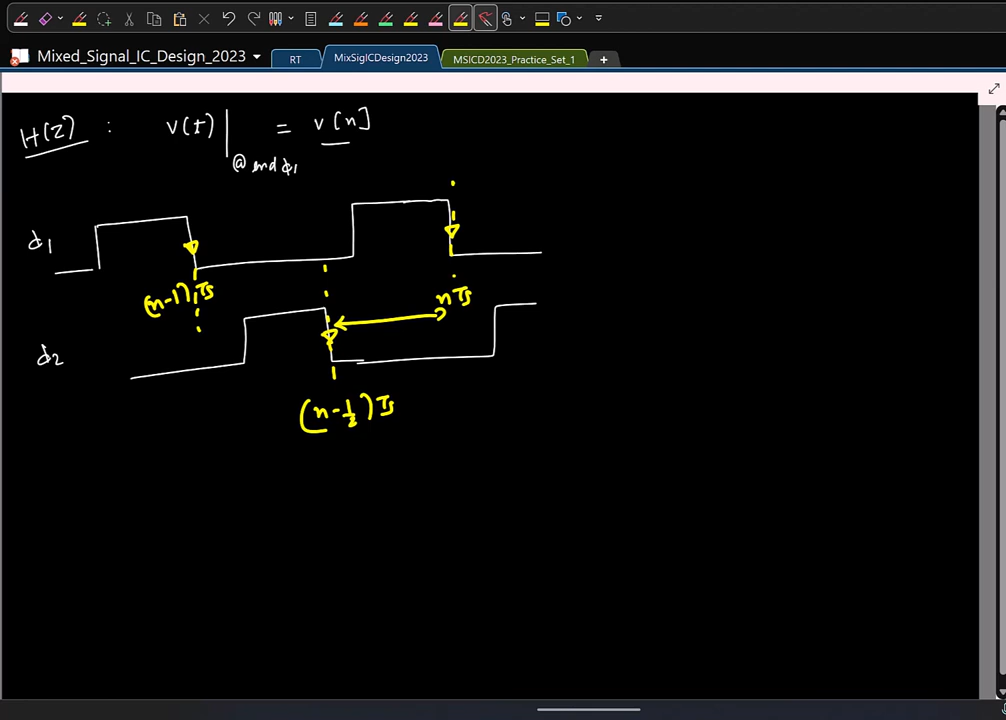 Mixed_Signal_IC_Design_2023
RT
MixSigICDesign2023
MSICD2023_Practice_Set_1
H(z) : v(t)| = v[n]
@ end ϕ1
ϕ1
(n-1)Ts
nTs
ϕ2
(n-1/2)Ts